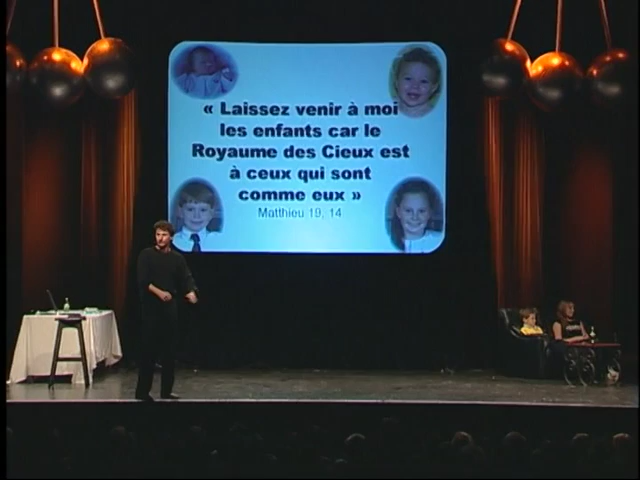 « Laissez venir à moi
les enfants car le
Royaume des Cieux est
à ceux qui sont
comme eux »
Matthieu 19, 14